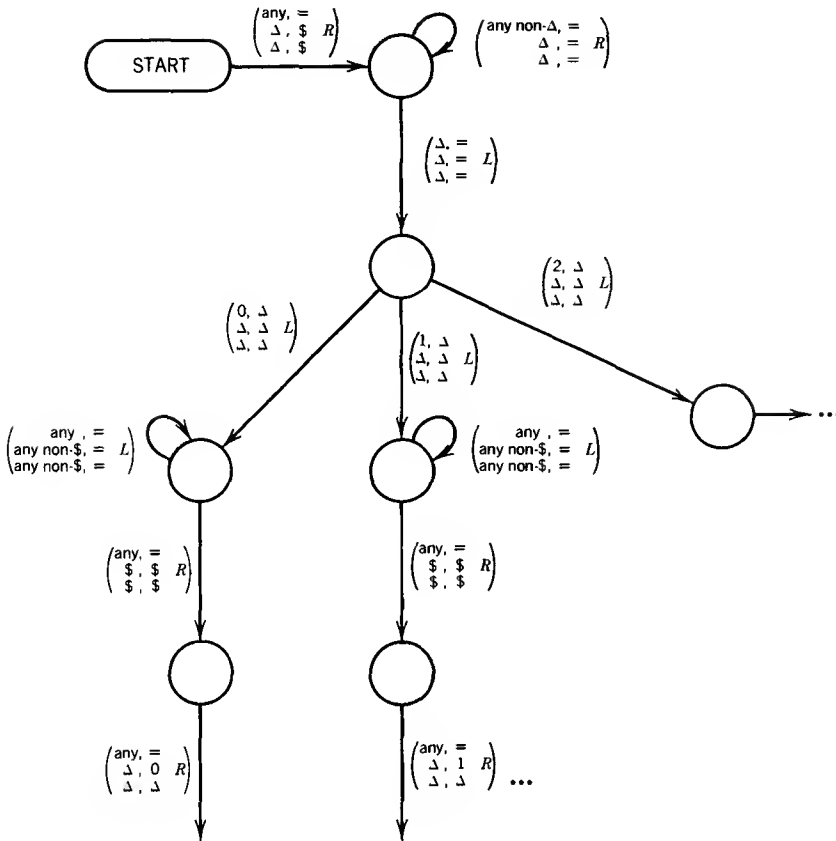 (any, =
Δ, $ R)
Δ, $
START
(any non-Δ, =
Δ, = R)
Δ, =
(Δ, =
Δ, = L)
Δ, =
(2, Δ
Δ, Δ L)
Δ, Δ
(0, Δ
Δ, Δ L)
Δ, Δ
(1, Δ
Δ, Δ L)
Δ, Δ
(any, =
any non-$, = L)
any non-$, =
(any, =
any non-$, = L)
any non-$, =
(any, =
$, $ R)
$, $
(any, =
$, $ R)
$, $
(any, =
Δ, 0 R)
Δ, Δ
(any, =
Δ, 1 R)
Δ, Δ
...